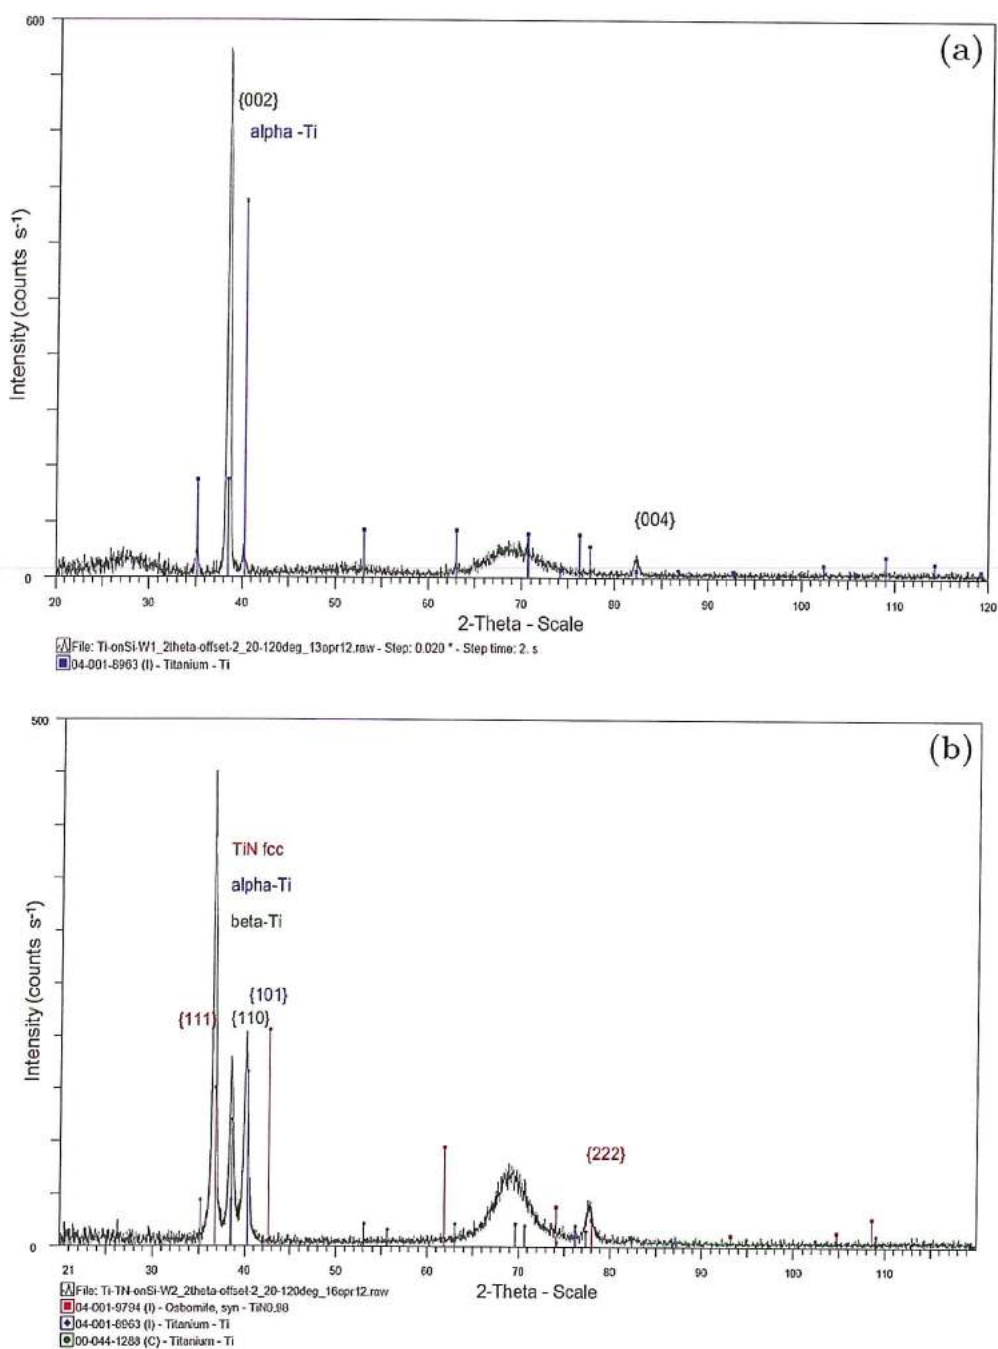 600
(a)
{002}
alpha -Ti
Intensity (counts s-1)
{004}
0
20 30 40 50 60 70 80 90 100 110 120
2-Theta - Scale
File: Ti-onSi-W1_2theta-offset-2_20-120deg_13apr12.raw - Step: 0.020 ° - Step time: 2. s
04-001-8963 (I) - Titanium - Ti
500
(b)
TiN fcc
alpha-Ti
beta-Ti
Intensity (counts s-1)
{101}
{111} {110}
{222}
0
21 30 40 50 60 70 80 90 100 110
2-Theta - Scale
File: Ti-TN-onSi-W2_2theta-offset-2_20-120deg_16apr12.raw
04-001-9794 (I) - Osbornite, syn - TiN0.98
04-001-8963 (I) - Titanium - Ti
00-044-1288 (C) - Titanium - Ti